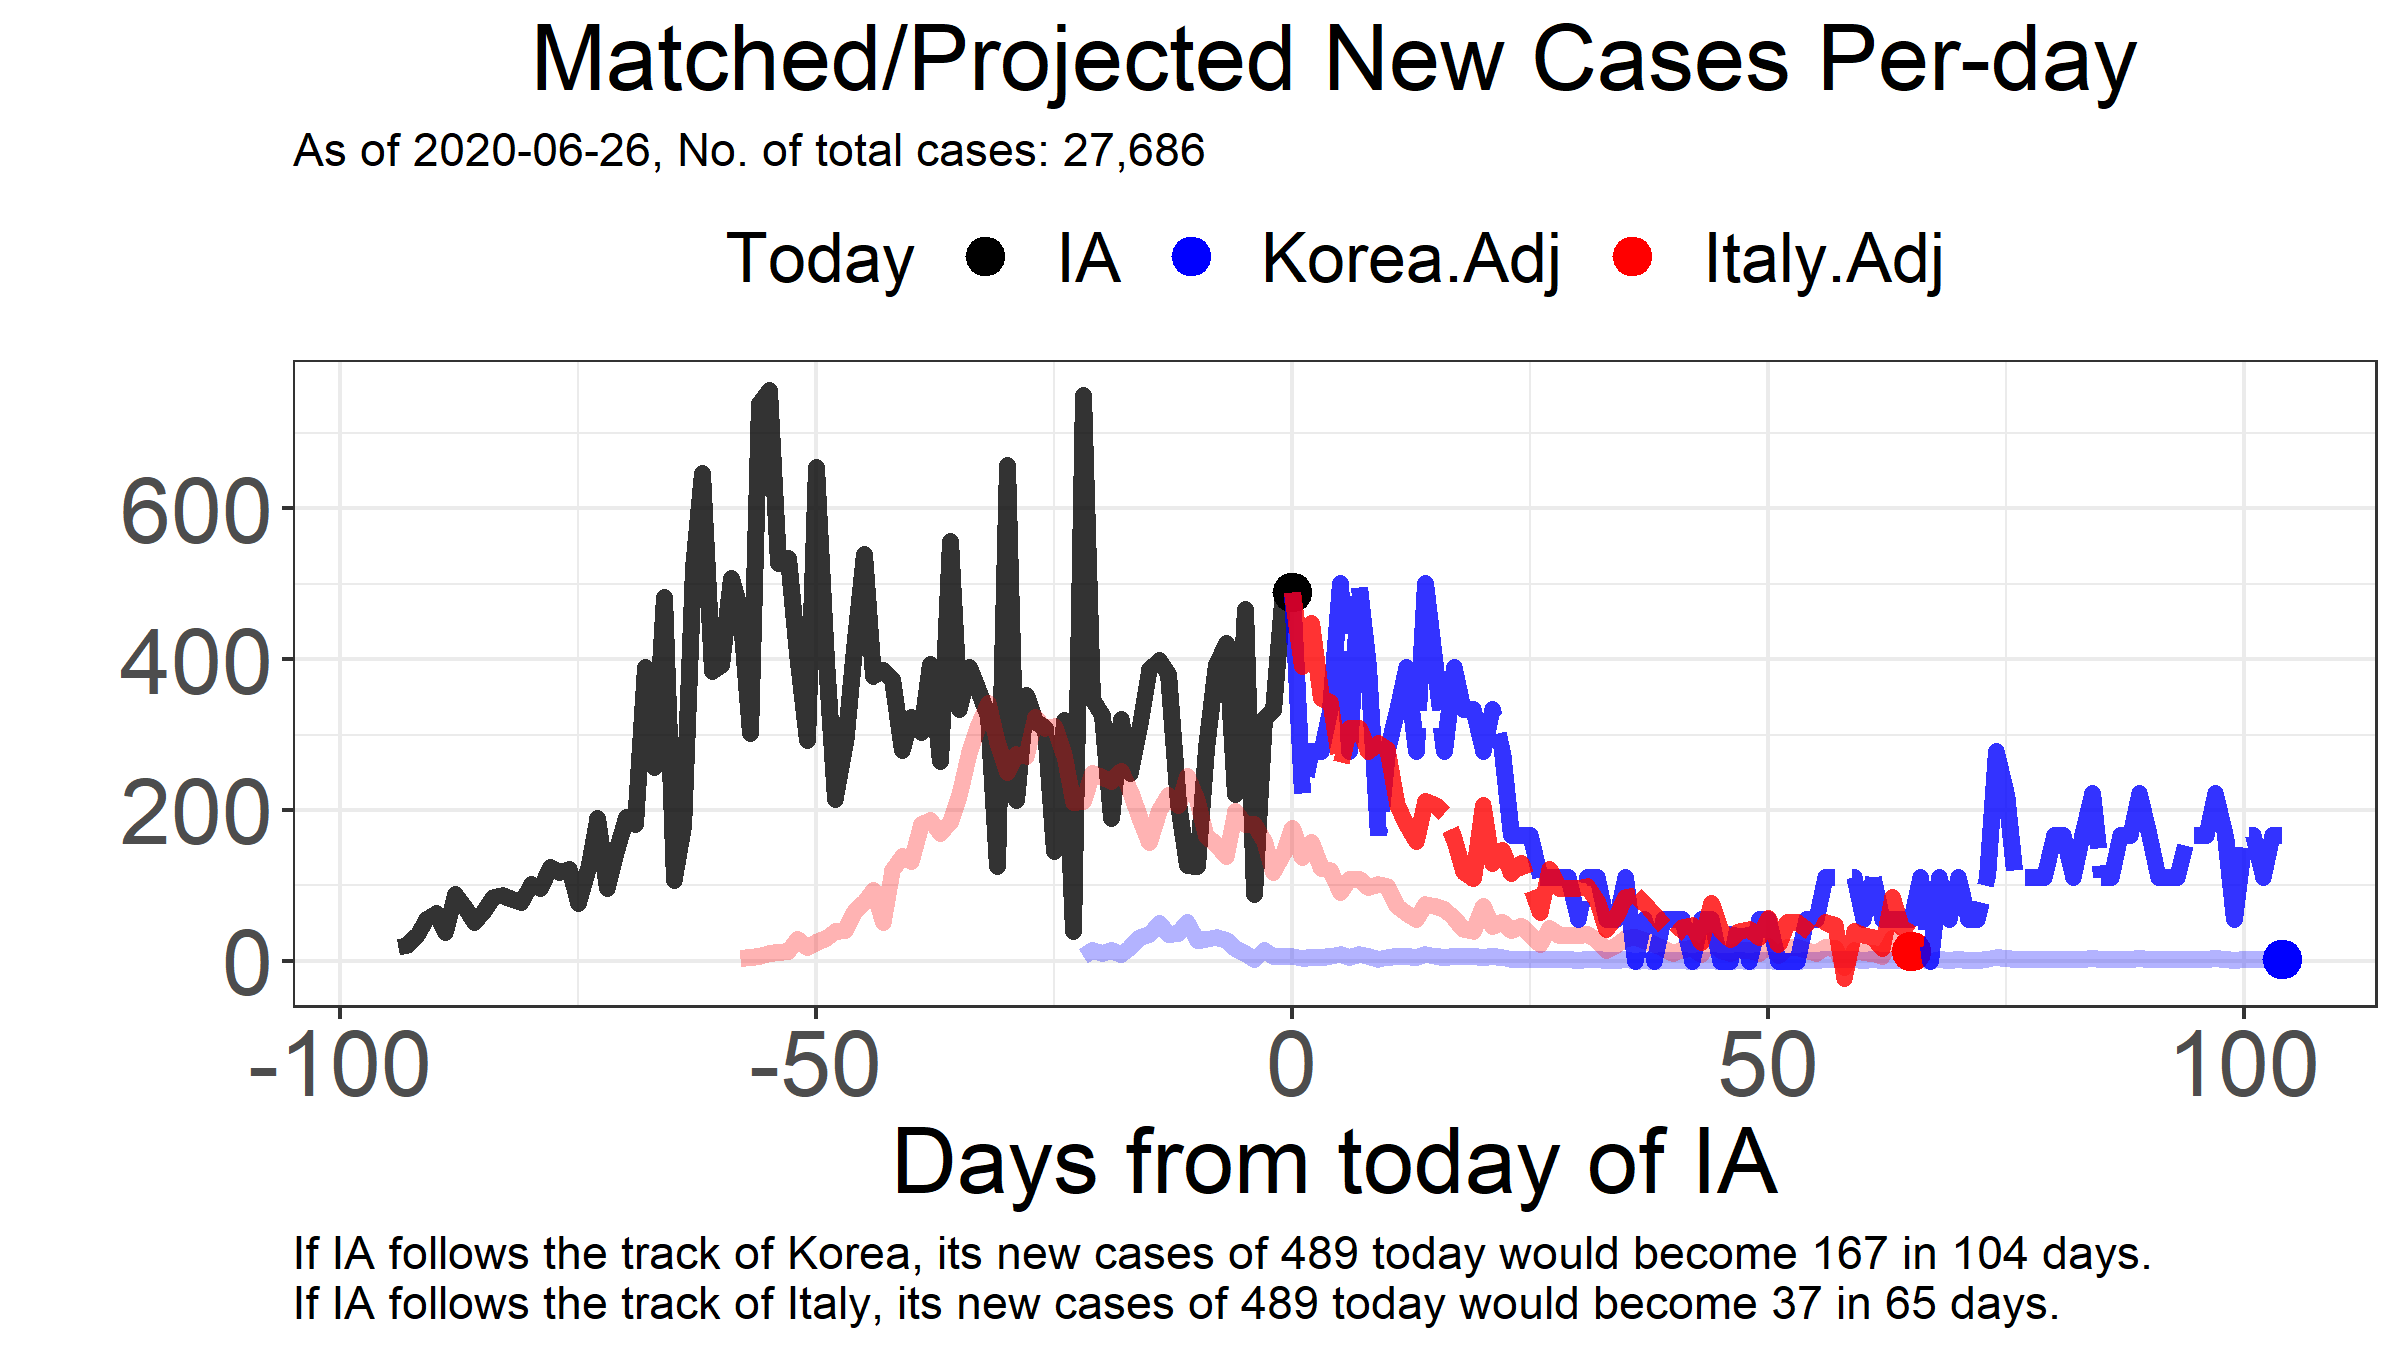 Matched/Projected New Cases Per-day
As of 2020-06-26, No. of total cases: 27,686
Today IA Korea.Adj Italy.Adj
600
400
200
0
-100 -50 0 50 100
Days from today of IA
If IA follows the track of Korea, its new cases of 489 today would become 167 in 104 days.
If IA follows the track of Italy, its new cases of 489 today would become 37 in 65 days.